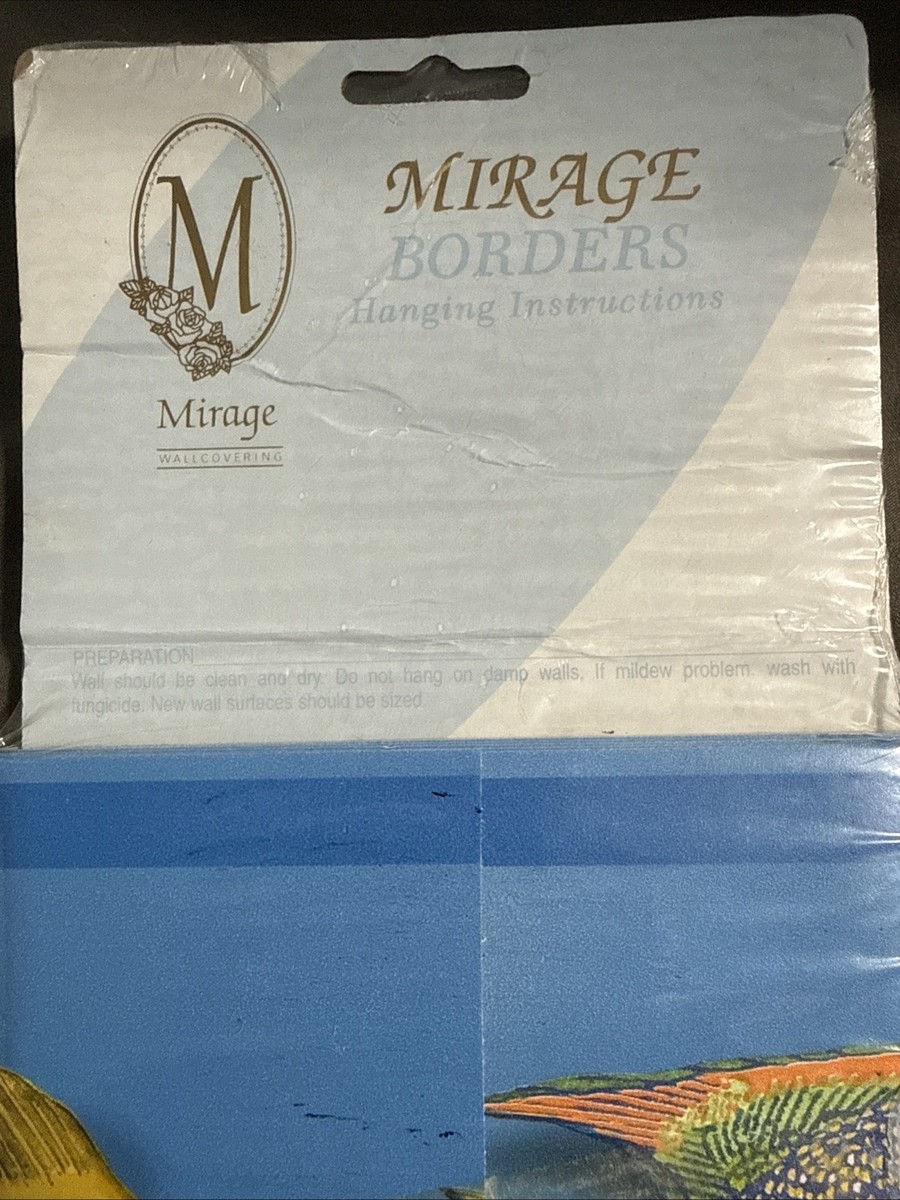 M
Mirage
WALLCOVERING
MIRAGE
BORDERS
Hanging Instructions
PREPARATION
Wall should be clean and dry. Do not hang on damp walls. If mildew problem. wash with
fungicide. New wall surfaces should be sized.